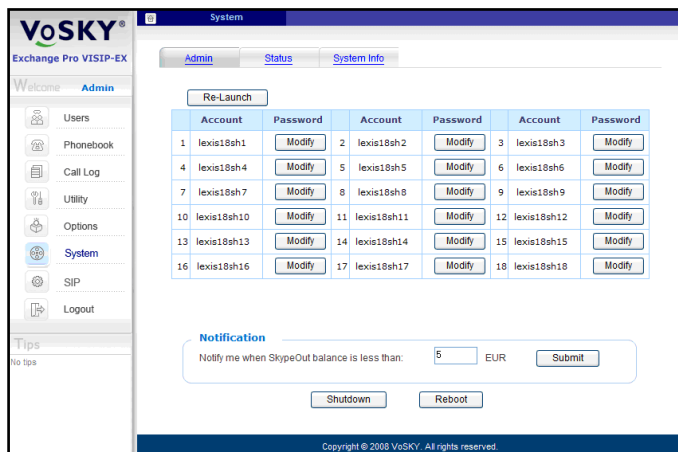 VoSKY®
Exchange Pro VISIP-EX
Welcome Admin
Users
Phonebook
Call Log
Utility
Options
System
SIP
Logout
Tips
No tips
System
Admin Status System Info
Re-Launch
Account Password Account Password Account Password
1 lexis18sh1 Modify 2 lexis18sh2 Modify 3 lexis18sh3 Modify
4 lexis18sh4 Modify 5 lexis18sh5 Modify 6 lexis18sh6 Modify
7 lexis18sh7 Modify 8 lexis18sh8 Modify 9 lexis18sh9 Modify
10 lexis18sh10 Modify 11 lexis18sh11 Modify 12 lexis18sh12 Modify
13 lexis18sh13 Modify 14 lexis18sh14 Modify 15 lexis18sh15 Modify
16 lexis18sh16 Modify 17 lexis18sh17 Modify 18 lexis18sh18 Modify
Notification
Notify me when SkypeOut balance is less than: 5 EUR Submit
Shutdown Reboot
Copyright © 2008 VoSKY. All rights reserved.